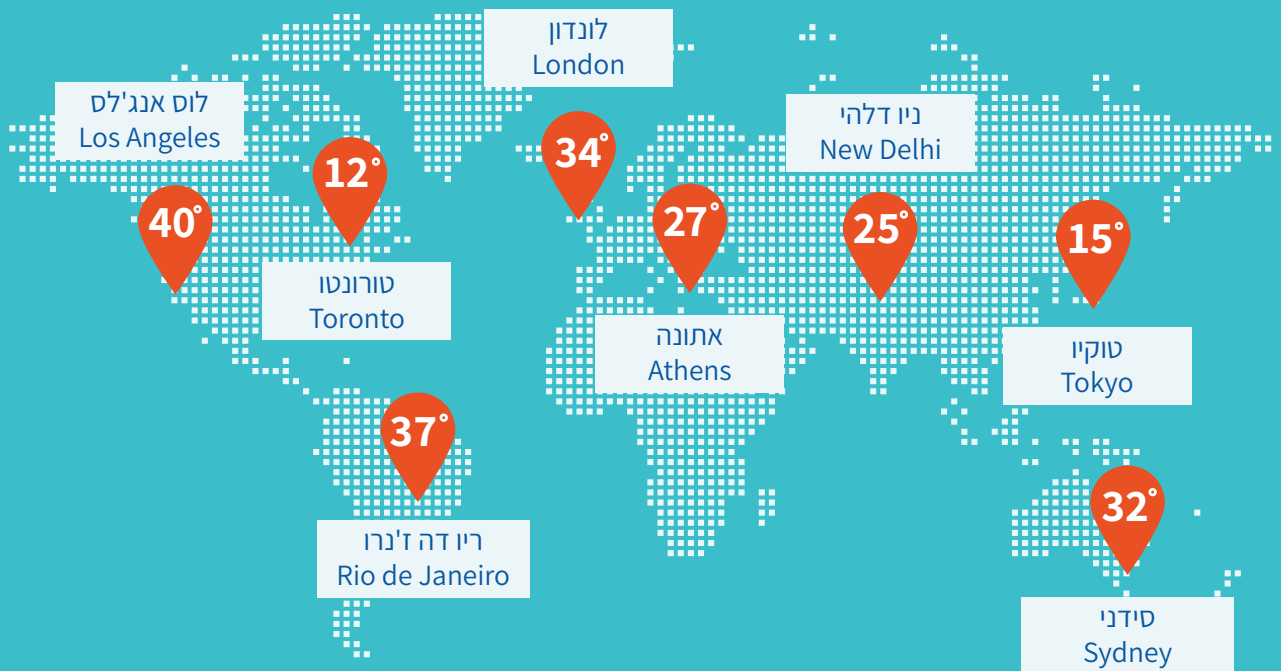 לונדון
London
לוס אנג'לס
Los Angeles
ניו דלהי
New Delhi
34°
12°
40°
27°
25°
15°
טורונטו
Toronto
אתונה
Athens
טוקיו
Tokyo
37°
32°
ריו דה ז'נרו
Rio de Janeiro
סידני
Sydney